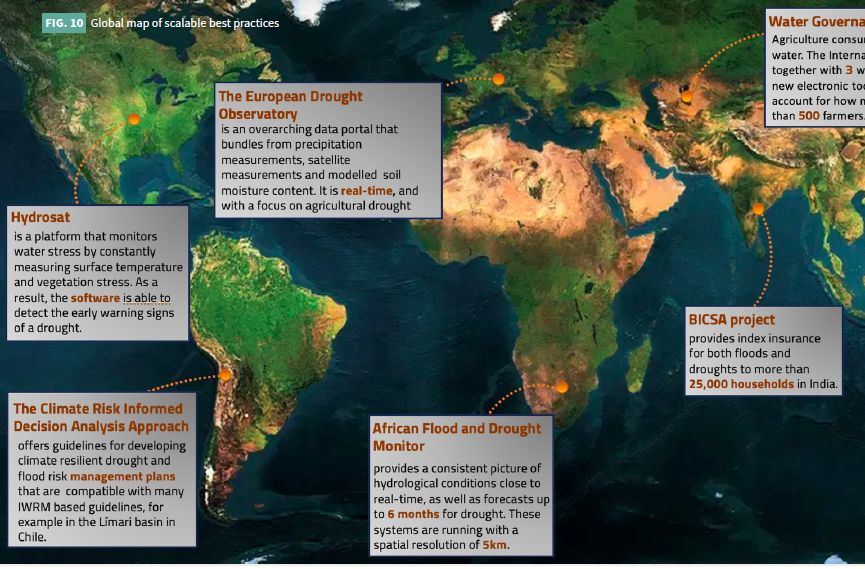 FIG. 10 Global map of scalable best practices
Water Governa
Agriculture consu
water. The Interna
together with 3 w
new electronic too
account for how m
than 500 farmers.
The European Drought
Observatory
is an overarching data portal that
bundles from precipitation
measurements, satellite
measurements and modelled soil
moisture content. It is real-time, and
with a focus on agricultural drought
Hydrosat
is a platform that monitors
water stress by constantly
measuring surface temperature
and vegetation stress. As a
result, the software is able to
detect the early warning signs
of a drought.
BICSA project
provides index insurance
for both floods and
droughts to more than
25,000 households in India.
The Climate Risk Informed
Decision Analysis Approach
offers guidelines for developing
climate resilient drought and
flood risk management plans
that are compatible with many
IWRM based guidelines, for
example in the Límari basin in
Chile.
African Flood and Drought
Monitor
provides a consistent picture of
hydrological conditions close to
real-time, as well as forecasts up
to 6 months for drought. These
systems are running with a
spatial resolution of 5km.